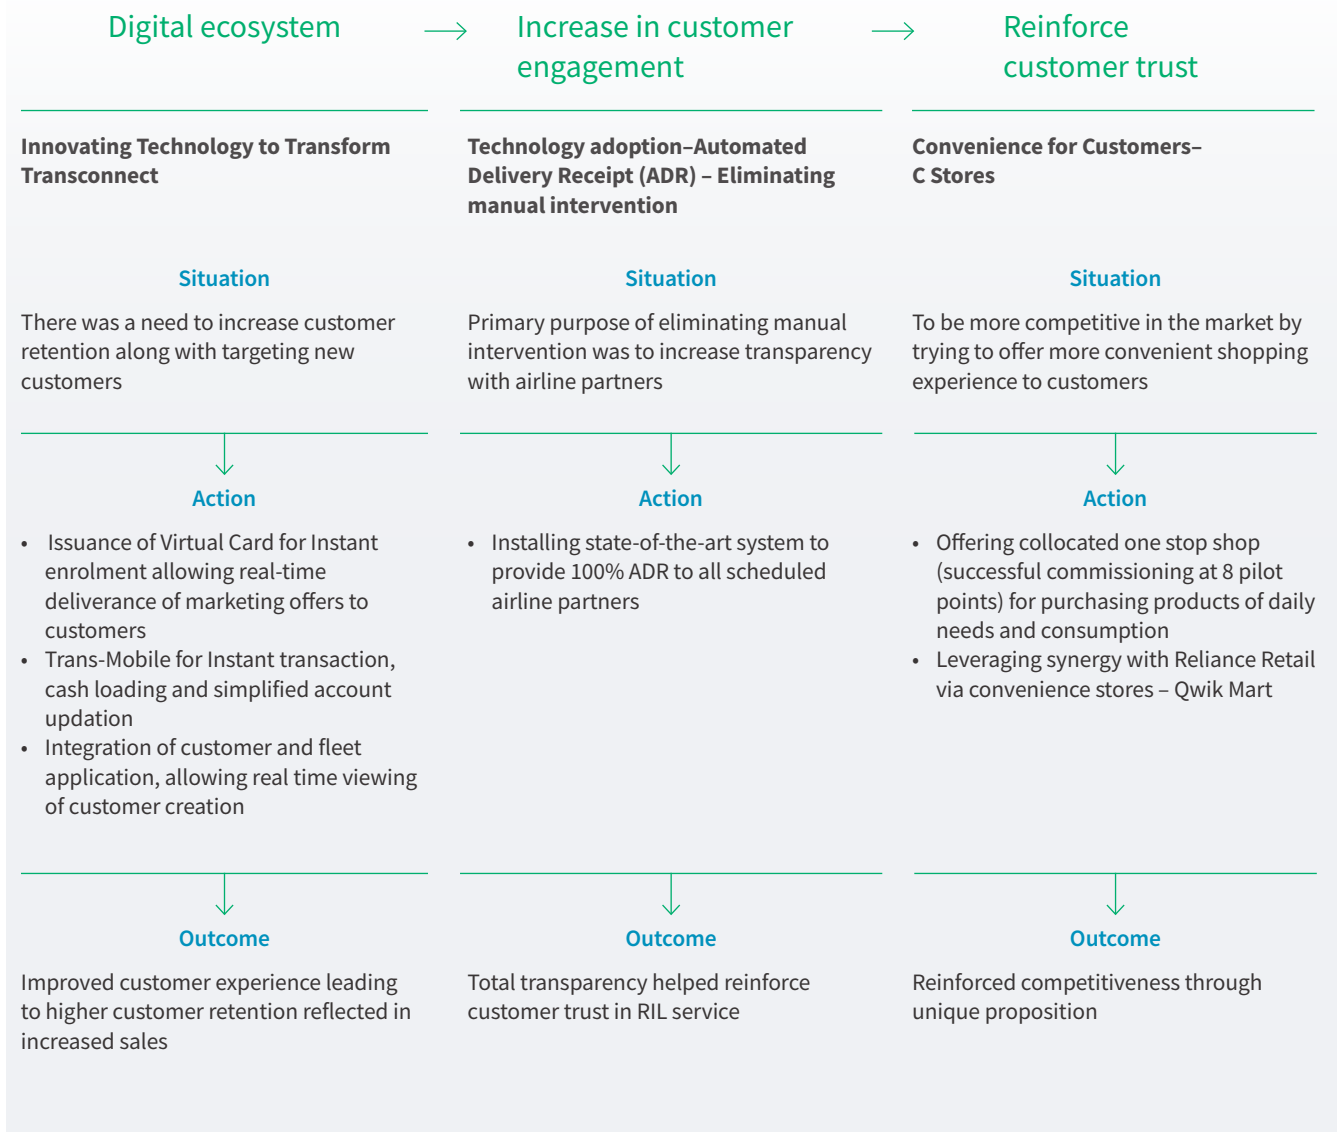 Digital ecosystem
Increase in customer
engagement
Reinforce
customer trust
Innovating Technology to Transform
Transconnect
Situation
There was a need to increase customer
retention along with targeting new
customers
Action
• Issuance of Virtual Card for Instant
enrolment allowing real-time
deliverance of marketing offers to
customers
• Trans-Mobile for Instant transaction,
cash loading and simplified account
updation
• Integration of customer and fleet
application, allowing real time viewing
of customer creation
Outcome
Improved customer experience leading
to higher customer retention reflected in
increased sales
Technology adoption–Automated
Delivery Receipt (ADR) – Eliminating
manual intervention
Situation
Primary purpose of eliminating manual
intervention was to increase transparency
with airline partners
Action
• Installing state-of-the-art system to
provide 100% ADR to all scheduled
airline partners
Outcome
Total transparency helped reinforce
customer trust in RIL service
Convenience for Customers–
C Stores
Situation
To be more competitive in the market by
trying to offer more convenient shopping
experience to customers
Action
• Offering collocated one stop shop
(successful commissioning at 8 pilot
points) for purchasing products of daily
needs and consumption
• Leveraging synergy with Reliance Retail
via convenience stores – Qwik Mart
Outcome
Reinforced competitiveness through
unique proposition